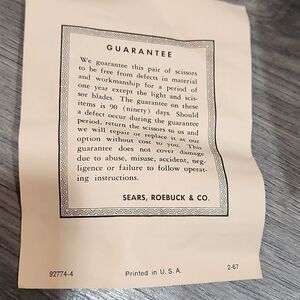 GUARANTEE
We guarantee this pair of scissors
to be free from defects in material
and workmanship for a period of
one year except the light and scis-
sor blades. The guarantee on these
items is 90 (ninety) days. Should
a defect occur during the guarantee
period, return the scissors to us and
we will repair or replace it at our
option without cost to you. This
guarantee does not cover damage
due to abuse, misuse, accident, neg-
ligence or failure to follow operat-
ing instructions.
SEARS, ROEBUCK & CO.
92774-4 Printed in U. S. A. 2-67